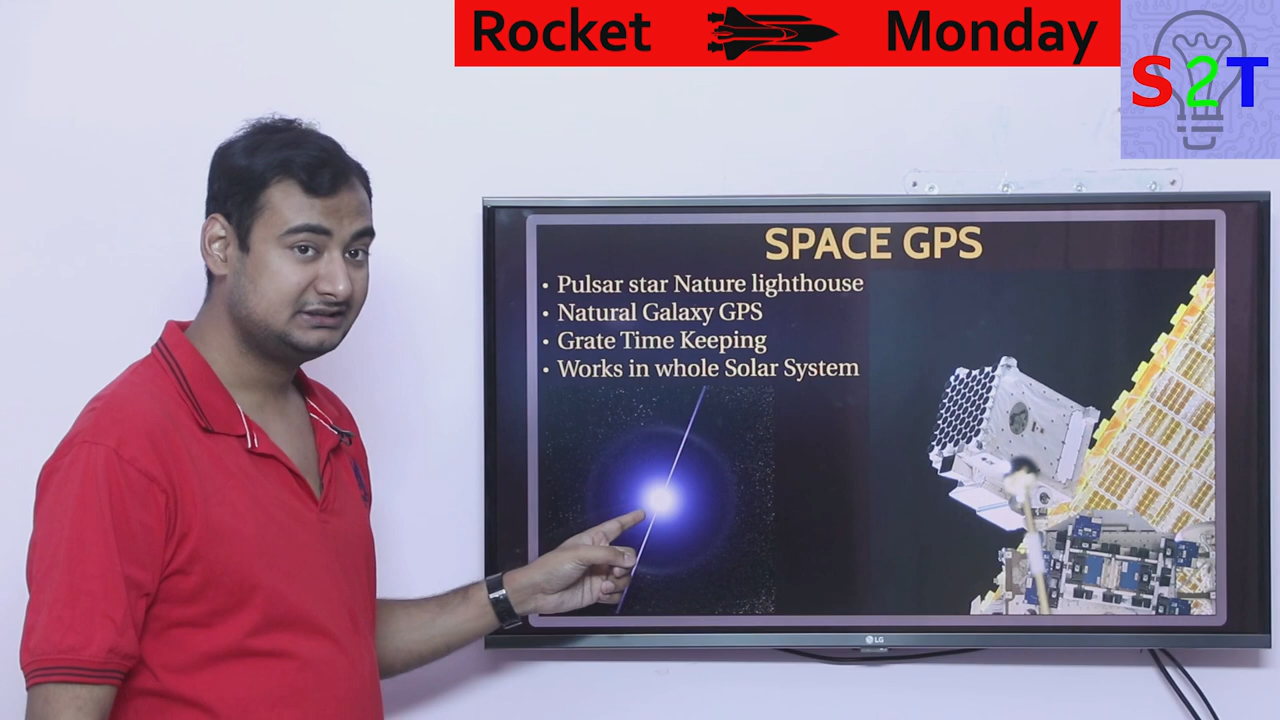 Rocket Monday
S2T
SPACE GPS
• Pulsar star Nature lighthouse
• Natural Galaxy GPS
• Grate Time Keeping
• Works in whole Solar System
LG